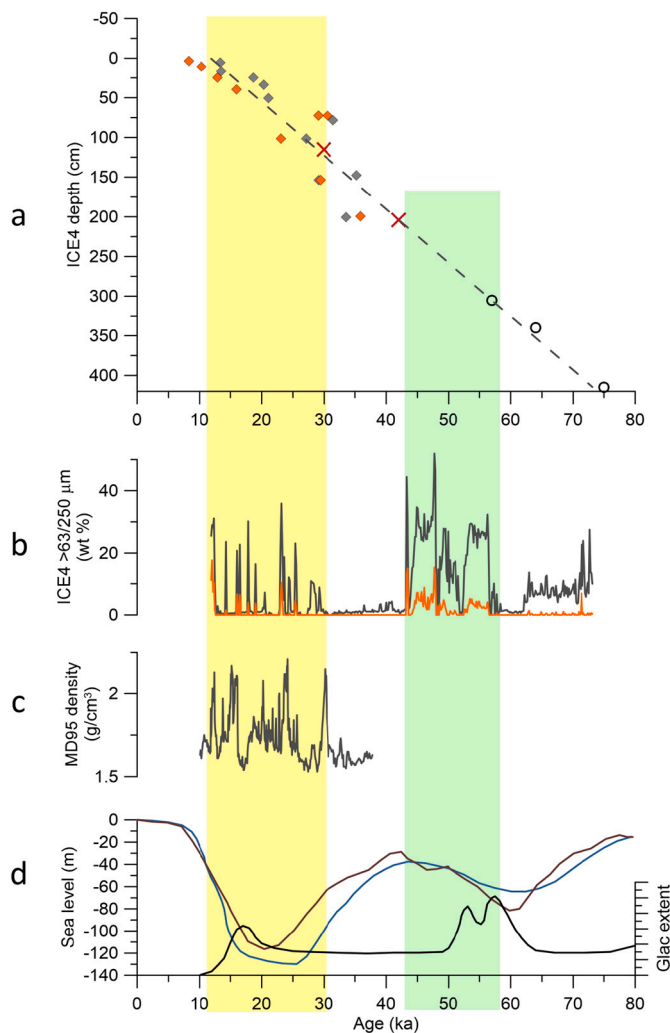 a
ICE4 depth (cm)
-50
0
50
100
150
200
250
300
350
400
0 10 20 30 40 50 60 70 80
b
ICE4 >63/250 µm
(wt %)
40
20
0
c
MD95 density
(g/cm³)
2
1.5
d
Sea level (m)
0
-20
-40
-60
-80
-100
-120
-140
Glac extent
0 10 20 30 40 50 60 70 80
Age (ka)